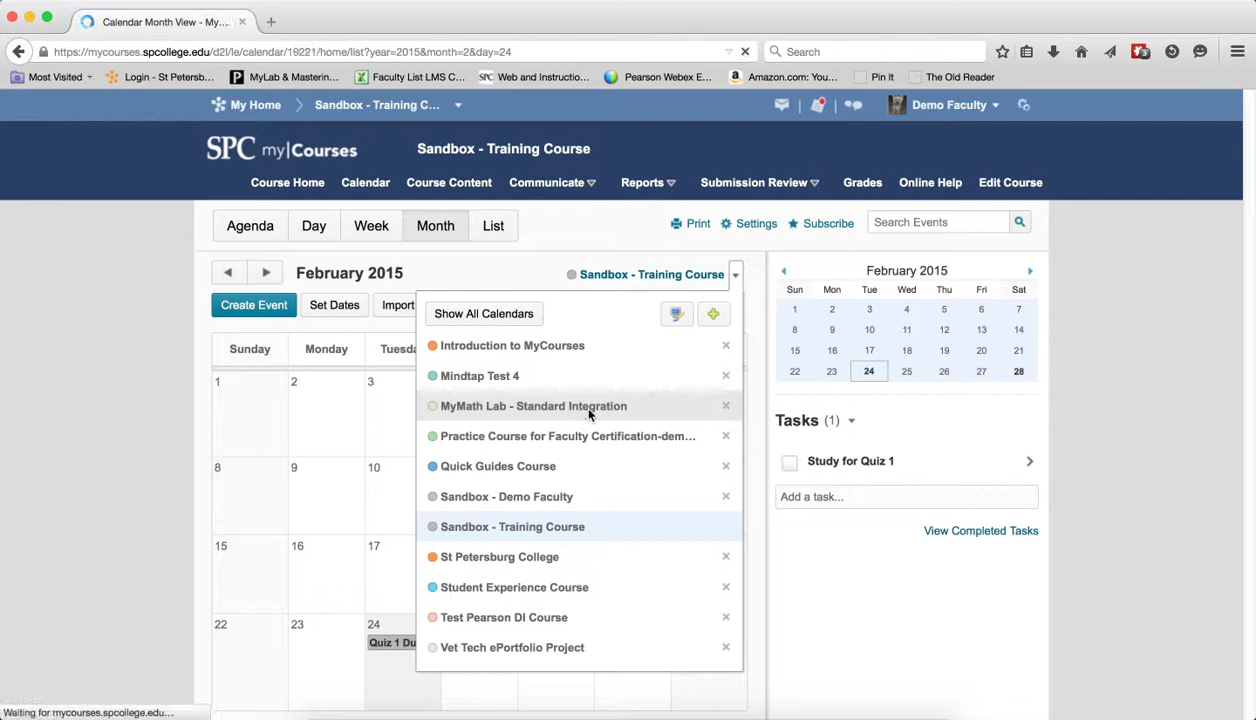 Calendar Month View - My...
https://mycourses.spcollege.edu/d2l/le/calendar/19221/home/list?year=2015&month=2&day=24
Search
Most Visited
Login - St Petersb...
MyLab & Mastering...
Faculty List LMS C...
SPC Web and Instructio...
Pearson Webex E...
Amazon.com: You...
Pin It
The Old Reader
My Home
Sandbox - Training C...
Demo Faculty
SPC my|Courses
Sandbox - Training Course
Course Home Calendar Course Content Communicate Reports Submission Review Grades Online Help Edit Course
Agenda Day Week Month List
Print Settings Subscribe Search Events
February 2015
Sandbox - Training Course
Create Event Set Dates Import
Show All Calendars
Introduction to MyCourses
Mindtap Test 4
MyMath Lab - Standard Integration
Practice Course for Faculty Certification-dem...
Quick Guides Course
Sandbox - Demo Faculty
Sandbox - Training Course
St Petersburg College
Student Experience Course
Test Pearson DI Course
Vet Tech ePortfolio Project
Sunday Monday Tuesda
1 2 3
8 9 10
15 16 17
22 23 24
Quiz 1 Du
February 2015
Sun Mon Tue Wed Thu Fri Sat
1 2 3 4 5 6 7
8 9 10 11 12 13 14
15 16 17 18 19 20 21
22 23 24 25 26 27 28
Tasks (1)
Study for Quiz 1
Add a task...
View Completed Tasks
Waiting for mycourses.spcollege.edu...